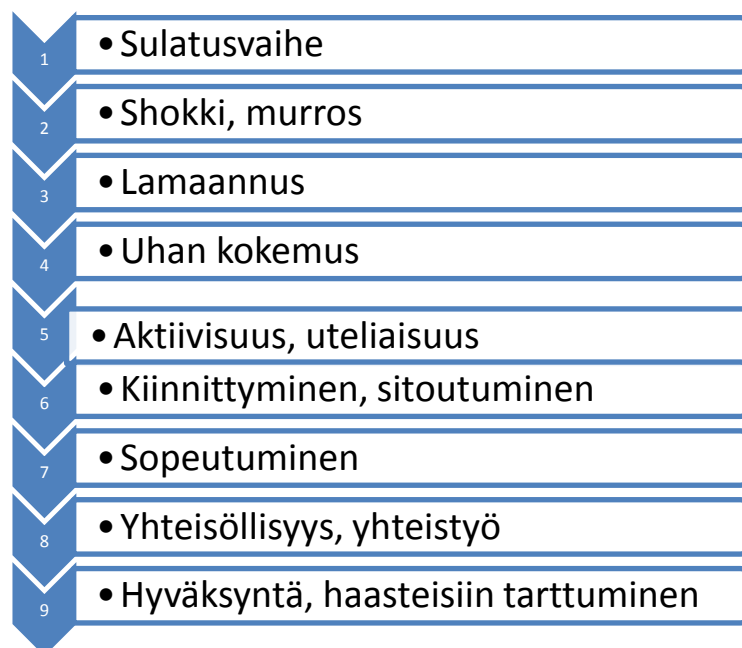 1 • Sulatusvaihe
2 • Shokki, murros
3 • Lamaannus
4 • Uhan kokemus
5 • Aktiivisuus, uteliaisuus
6 • Kiinnittyminen, sitoutuminen
7 • Sopeutuminen
8 • Yhteisöllisyys, yhteistyö
9 • Hyväksyntä, haasteisiin tarttuminen